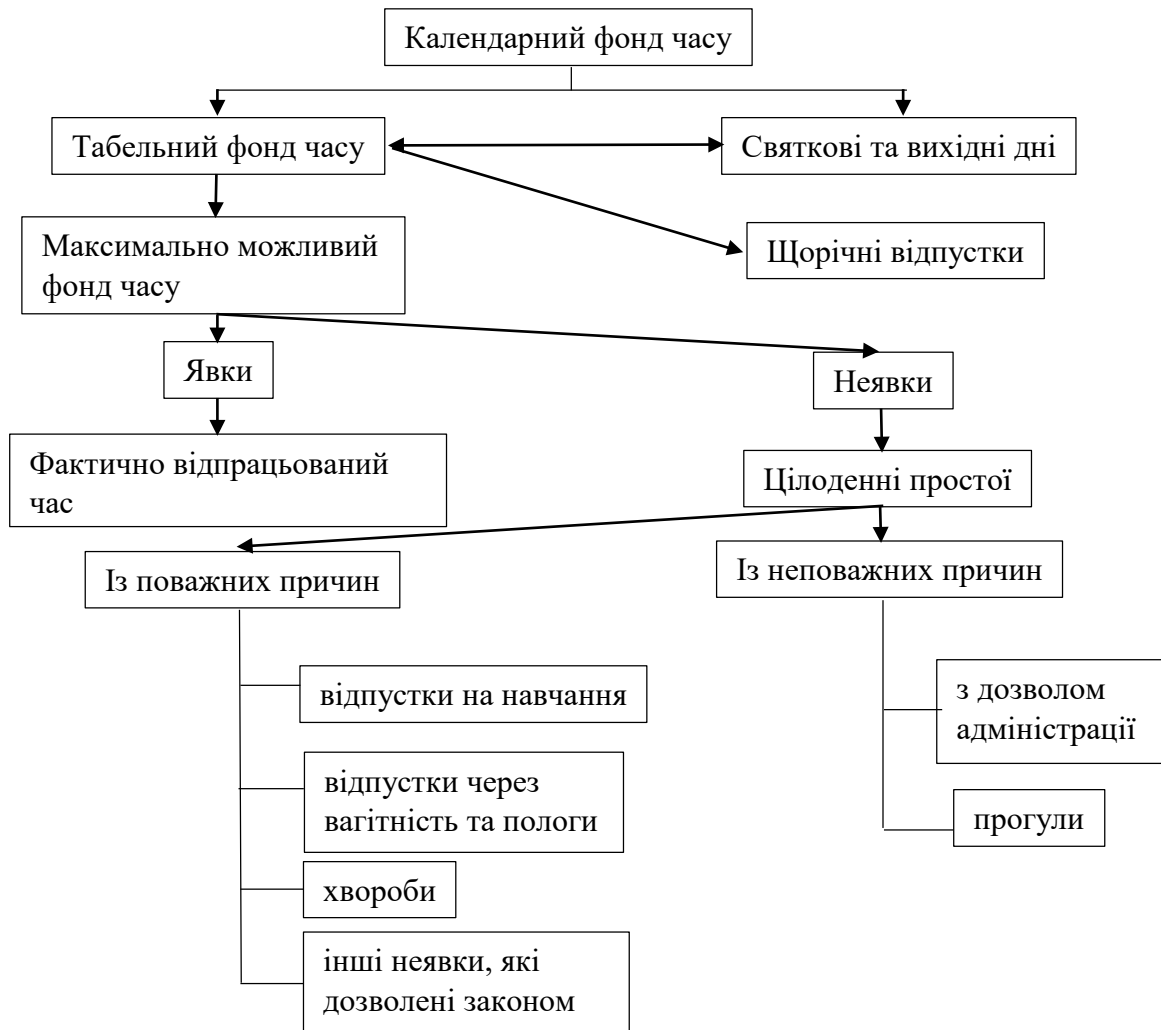 Календарний фонд часу
Табельний фонд часу
Святкові та вихідні дні
Максимально можливий
фонд часу
Щорічні відпустки
Явки
Неявки
Фактично відпрацьований
час
Цілоденні простої
Із поважних причин
Із неповажних причин
відпустки на навчання
з дозволом
адміністрації
відпустки через
вагітність та пологи
прогули
хвороби
інші неявки, які
дозволені законом